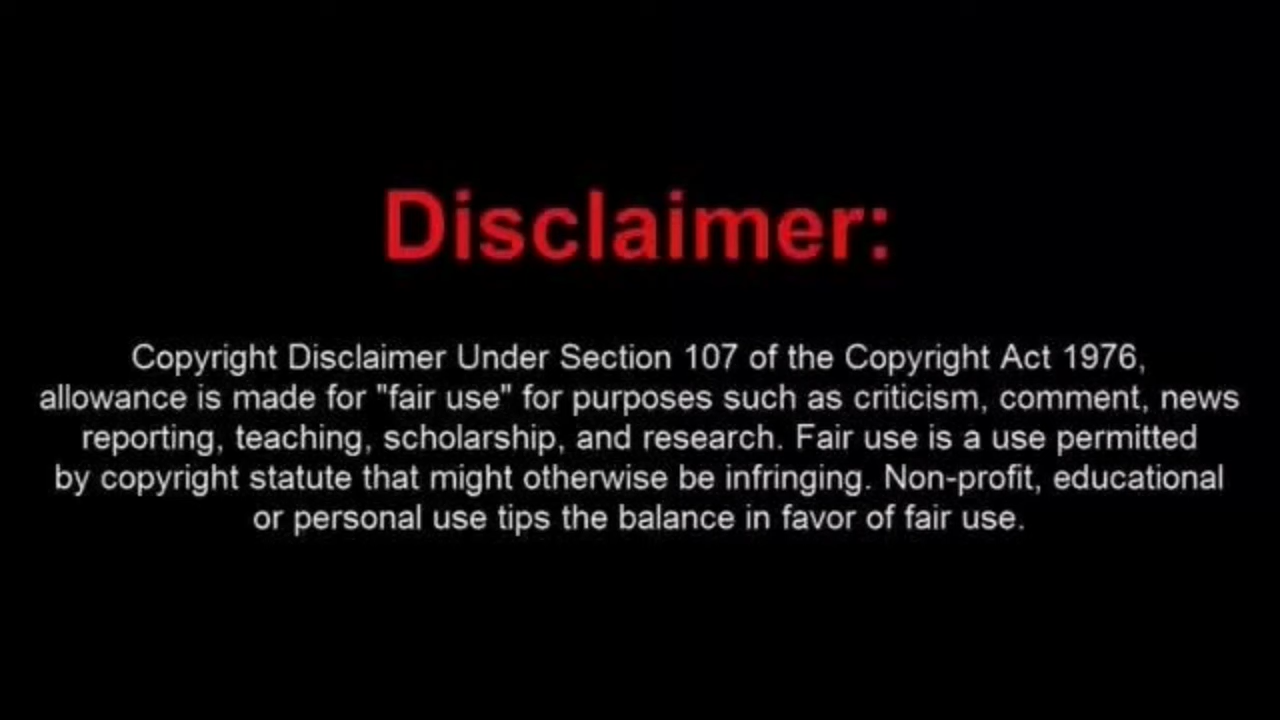 Disclaimer:
Copyright Disclaimer Under Section 107 of the Copyright Act 1976,
allowance is made for "fair use" for purposes such as criticism, comment, news
reporting, teaching, scholarship, and research. Fair use is a use permitted
by copyright statute that might otherwise be infringing. Non-profit, educational
or personal use tips the balance in favor of fair use.